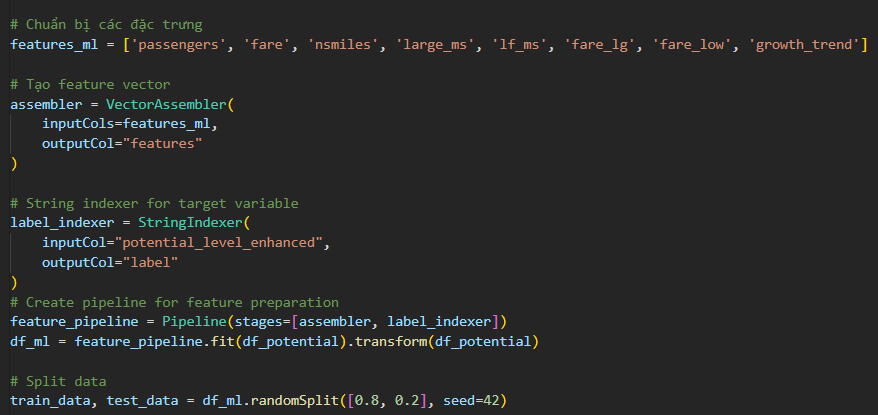 # Chuẩn bị các đặc trưng
features_ml = ['passengers', 'fare', 'nsmiles', 'large_ms', 'lf_ms', 'fare_lg', 'fare_low', 'growth_trend']
# Tạo feature vector
assembler = VectorAssembler(
    inputCols=features_ml,
    outputCol="features"
)
# String indexer for target variable
label_indexer = StringIndexer(
    inputCol="potential_level_enhanced",
    outputCol="label"
)
# Create pipeline for feature preparation
feature_pipeline = Pipeline(stages=[assembler, label_indexer])
df_ml = feature_pipeline.fit(df_potential).transform(df_potential)
# Split data
train_data, test_data = df_ml.randomSplit([0.8, 0.2], seed=42)